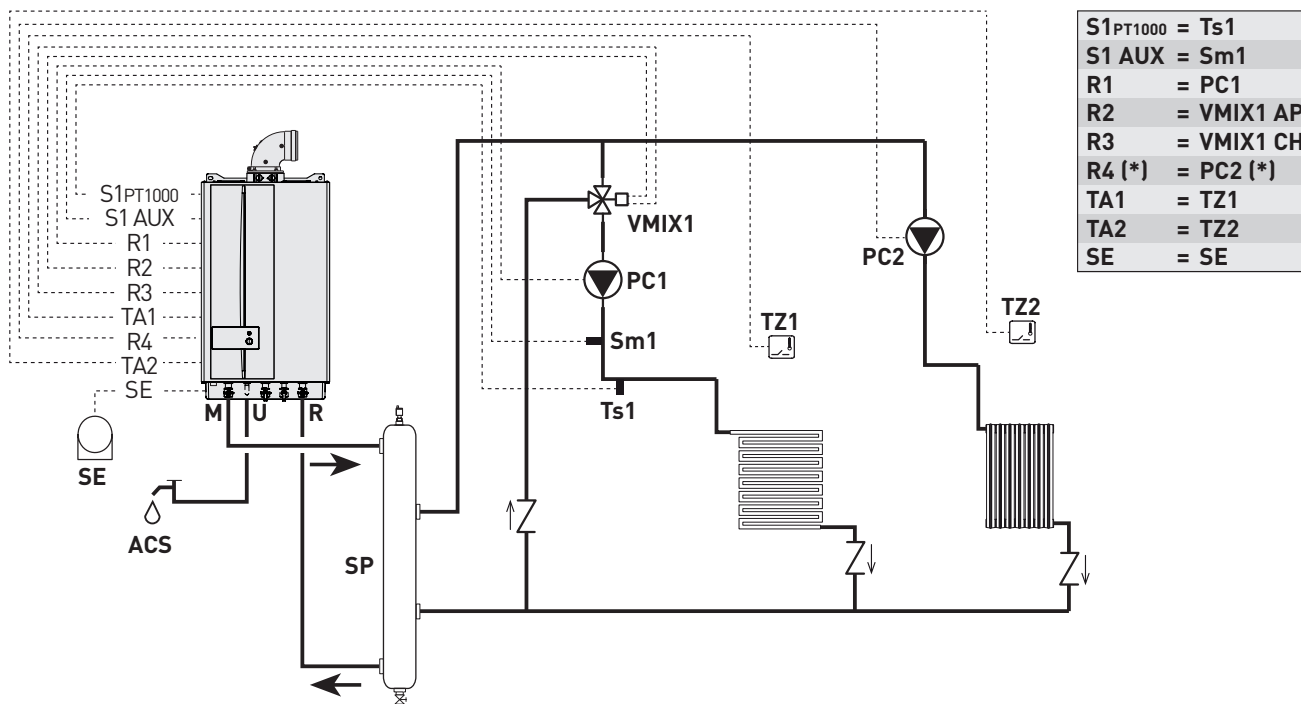 S1PT1000 = Ts1
S1 AUX = Sm1
R1 = PC1
R2 = VMIX1 AP
R3 = VMIX1 CH
R4 (*) = PC2 (*)
TA1 = TZ1
TA2 = TZ2
SE = SE
S1PT1000
S1 AUX
R1
R2
R3
TA1
R4
TA2
SE
M
U
R
SE
ACS
SP
VMIX1
PC1
Sm1
Ts1
TZ1
PC2
TZ2